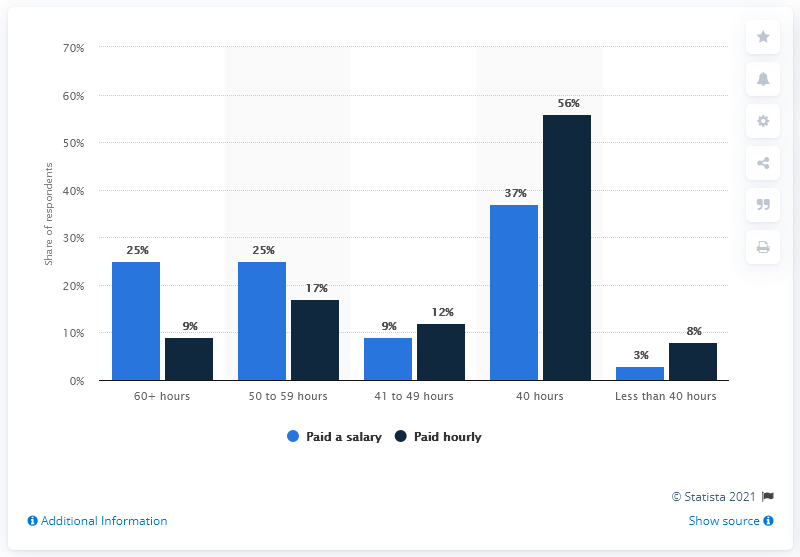 70%
60%
50%
40%
30%
20%
10%
0%
Share of respondents
25%
9%
25%
17%
9%
12%
37%
56%
3%
8%
60+ hours
50 to 59 hours
41 to 49 hours
40 hours
Less than 40 hours
Paid a salary
Paid hourly
© Statista 2021
Additional Information
Show source